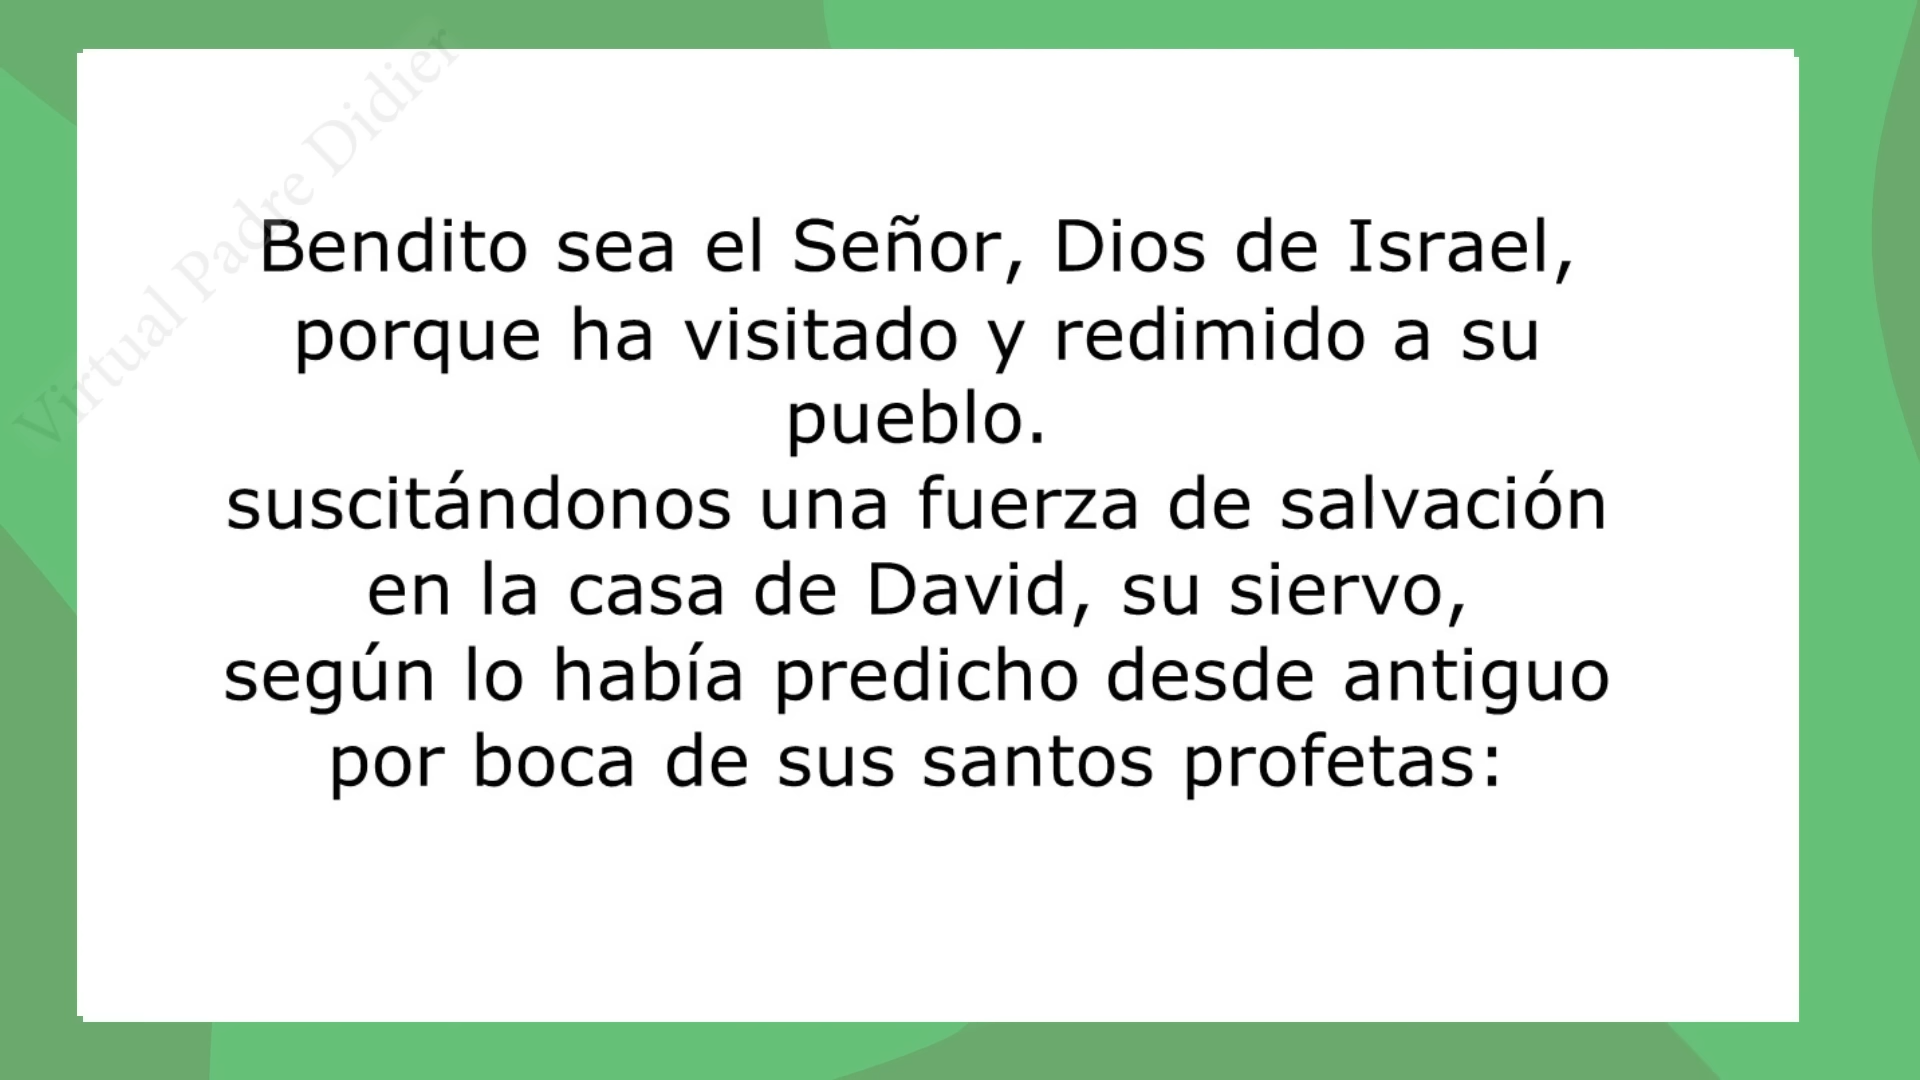 Virtual Padre Didier
Bendito sea el Señor, Dios de Israel,
porque ha visitado y redimido a su
pueblo.
suscitándonos una fuerza de salvación
en la casa de David, su siervo,
según lo había predicho desde antiguo
por boca de sus santos profetas: